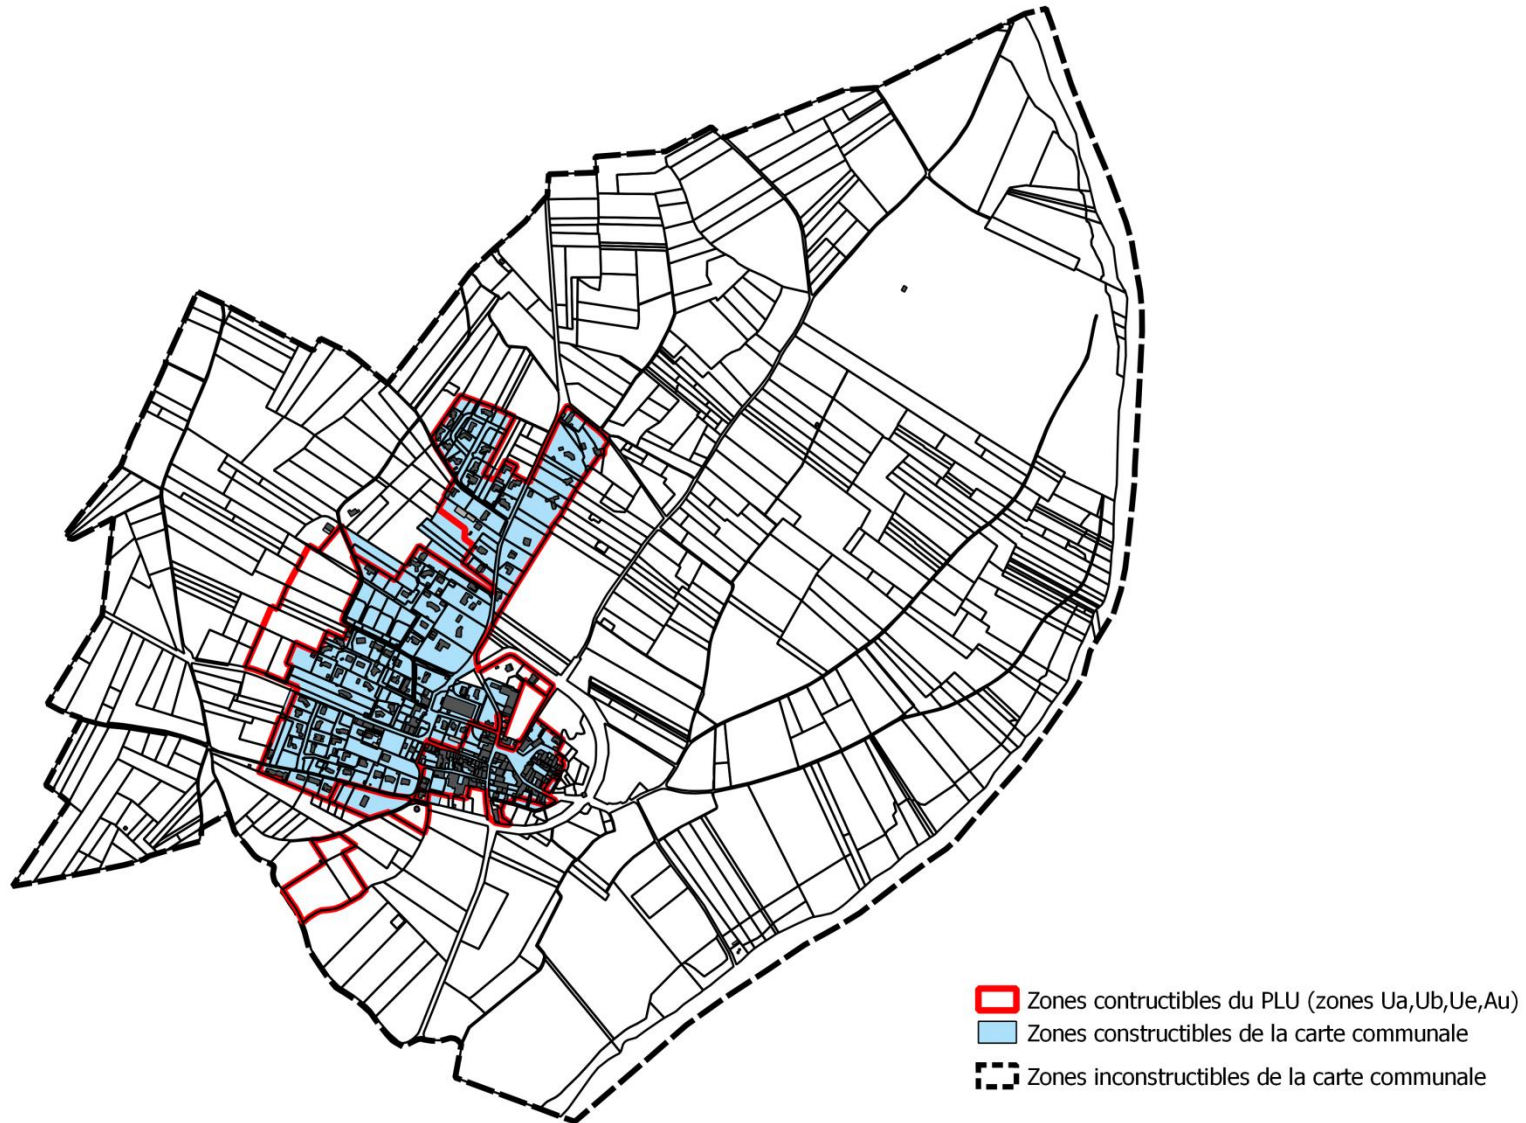 Zones contructibles du PLU (zones Ua,Ub,Ue,Au)
Zones constructibles de la carte communale
Zones inconstructibles de la carte communale